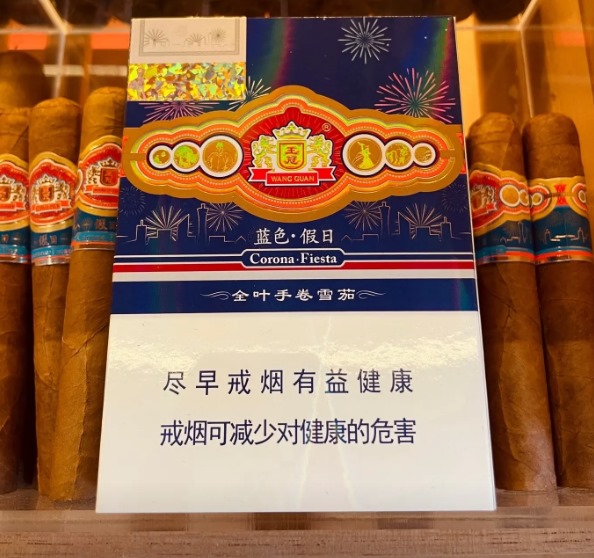 王冠
®
WANG GUAN
蓝色·假日
Corona·Fiesta
全叶手卷雪茄
尽早戒烟有益健康
戒烟可减少对健康的危害